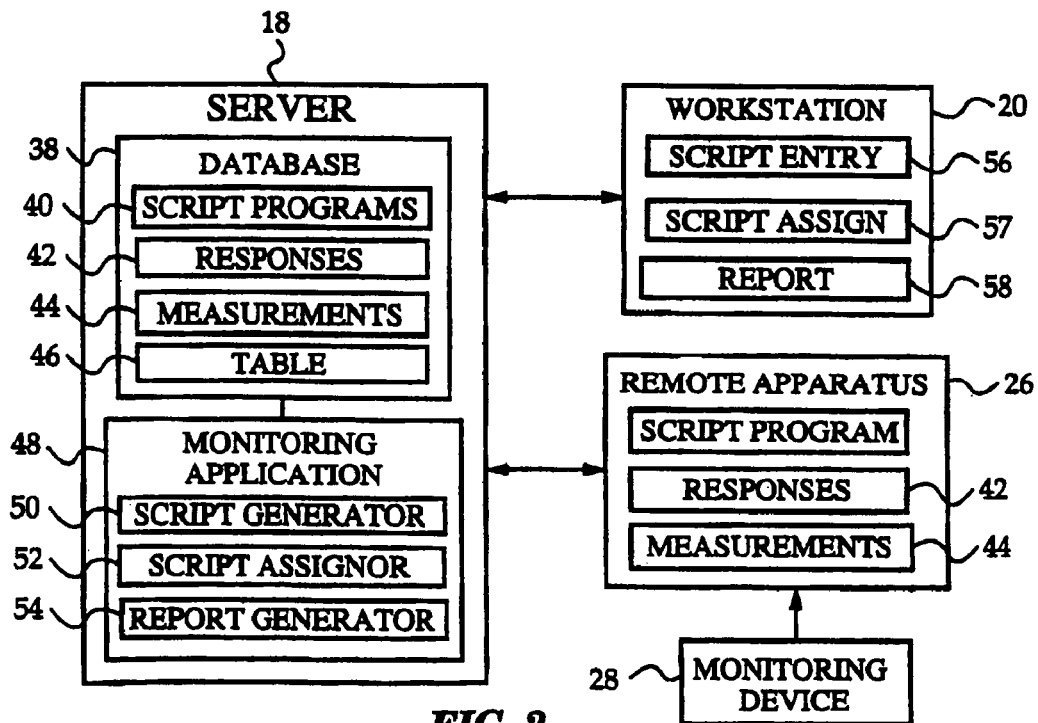 18
SERVER
38
DATABASE
40
SCRIPT PROGRAMS
42
RESPONSES
44
MEASUREMENTS
46
TABLE
48
MONITORING
APPLICATION
50
SCRIPT GENERATOR
52
SCRIPT ASSIGNOR
54
REPORT GENERATOR
WORKSTATION
20
SCRIPT ENTRY
56
SCRIPT ASSIGN
57
REPORT
58
REMOTE APPARATUS
26
SCRIPT PROGRAM
RESPONSES
42
MEASUREMENTS
44
28
MONITORING
DEVICE